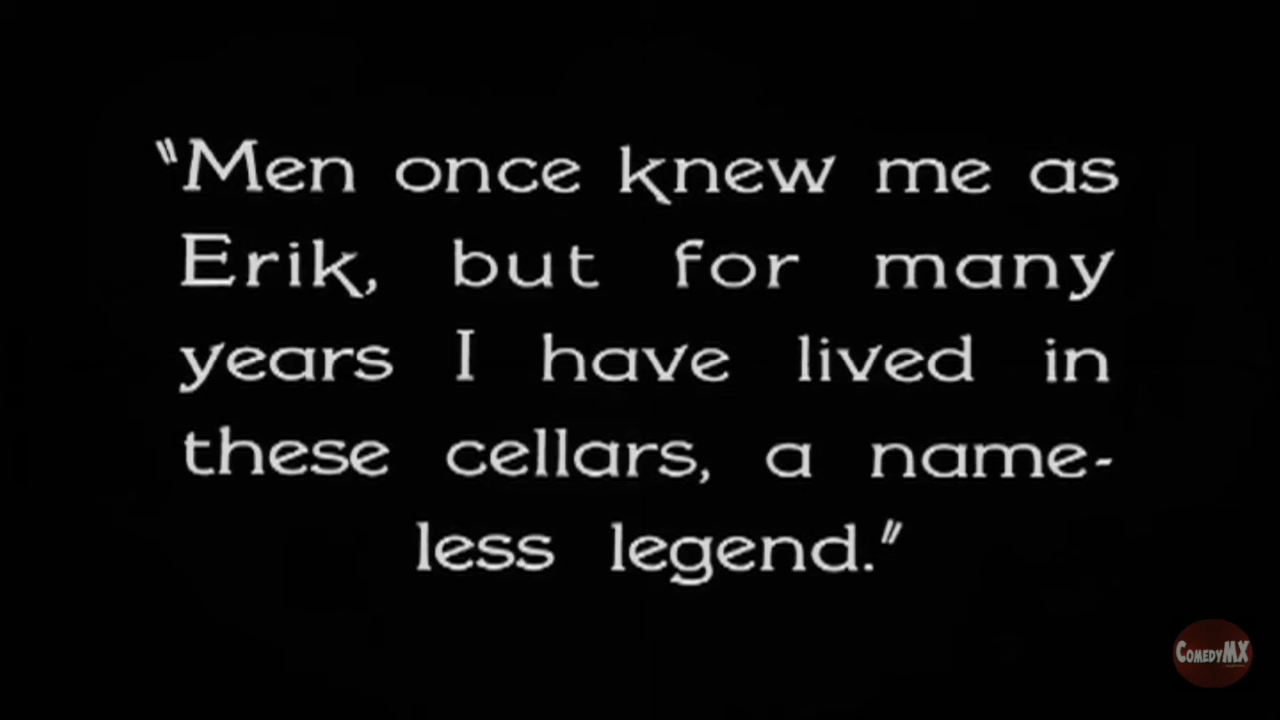 "Men once knew me as
Erik, but for many
years I have lived in
these cellars, a name-
less legend."
COMEDYMX